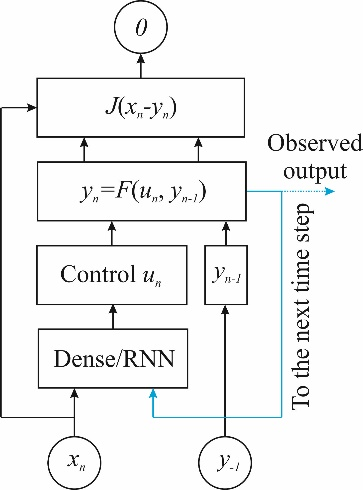 0
J(xₙ-yₙ)
Observed
output
yₙ=F(uₙ, yₙ₋₁)
Control uₙ
yₙ₋₁
To the next time step
Dense/RNN
xₙ
y₋₁